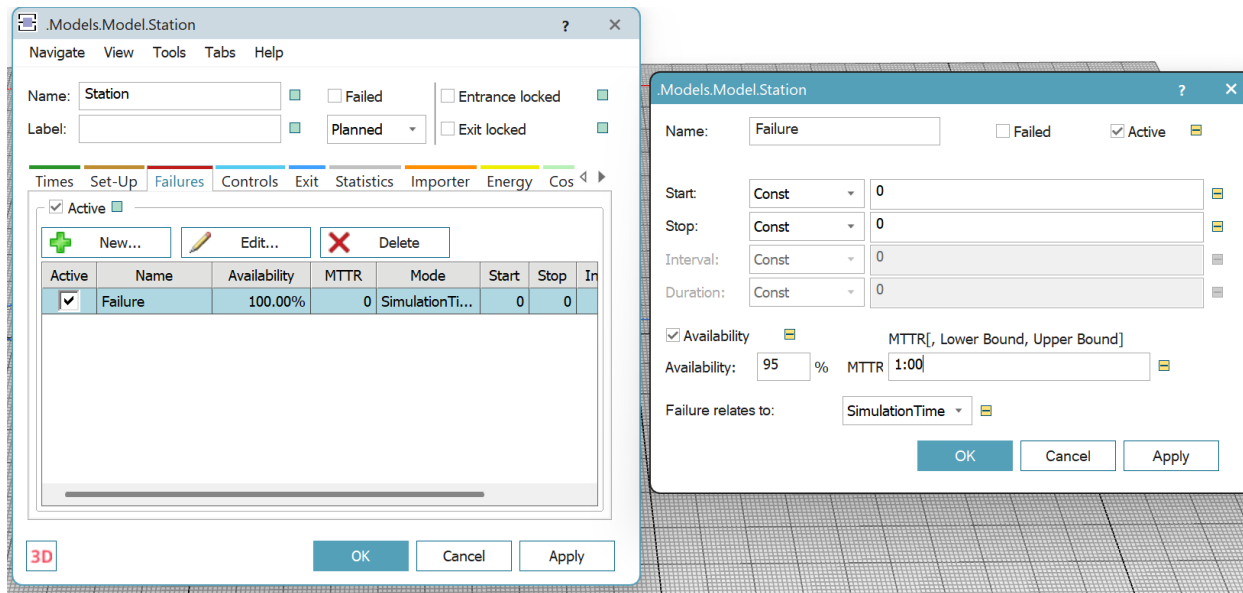 .Models.Model.Station ? ×
Navigate View Tools Tabs Help
Name: Station Failed Entrance locked
Label: Planned Exit locked
Times Set-Up Failures Controls Exit Statistics Importer Energy Cos
Active
New... Edit... Delete
Active Name Availability MTTR Mode Start Stop In
Failure 100.00% 0 SimulationTi... 0 0
3D OK Cancel Apply
.Models.Model.Station ? ×
Name: Failure Failed Active
Start: Const 0
Stop: Const 0
Interval: Const 0
Duration: Const 0
Availability MTTR[, Lower Bound, Upper Bound]
Availability: 95 % MTTR 1:00
Failure relates to: SimulationTime
OK Cancel Apply